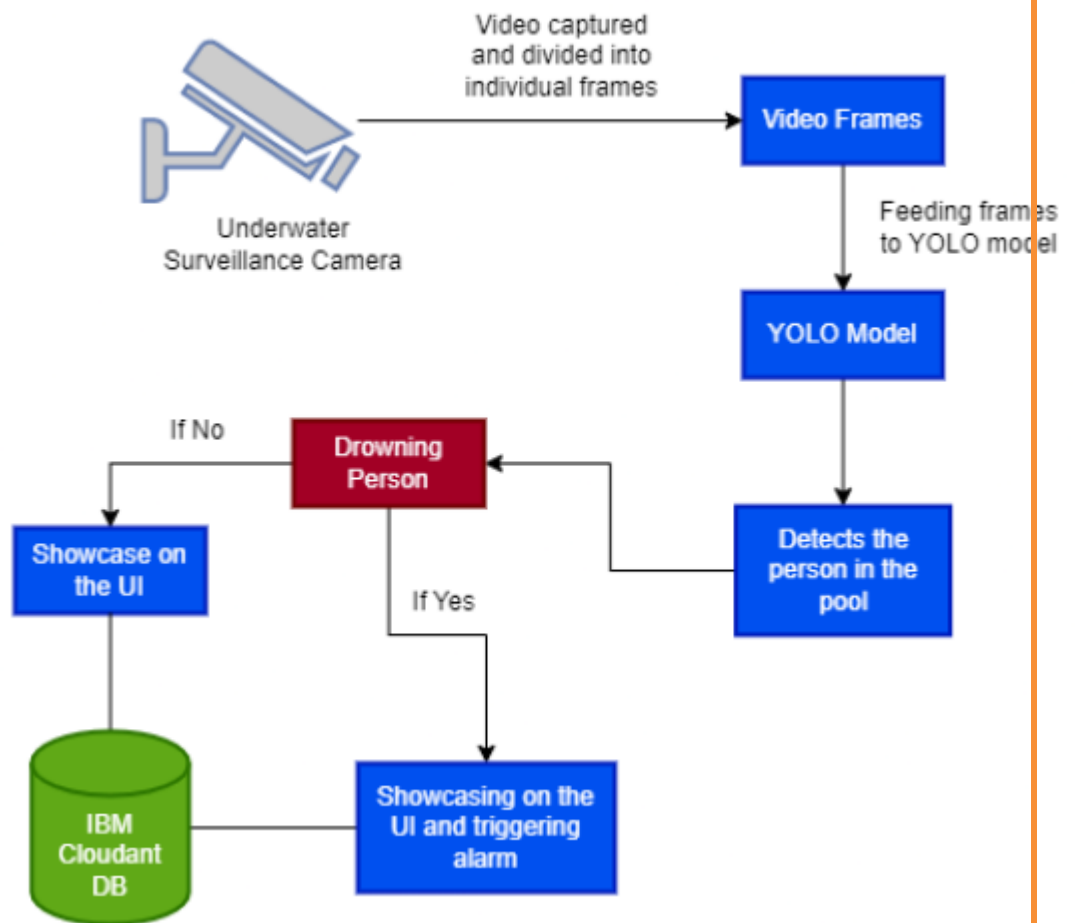 Video captured
and divided into
individual frames
Video Frames
Underwater
Surveillance Camera
Feeding frames
to YOLO model
YOLO Model
If No
Drowning
Person
Showcase on
the UI
If Yes
Detects the
person in the
pool
IBM
Cloudant
DB
Showcasing on the
UI and triggering
alarm